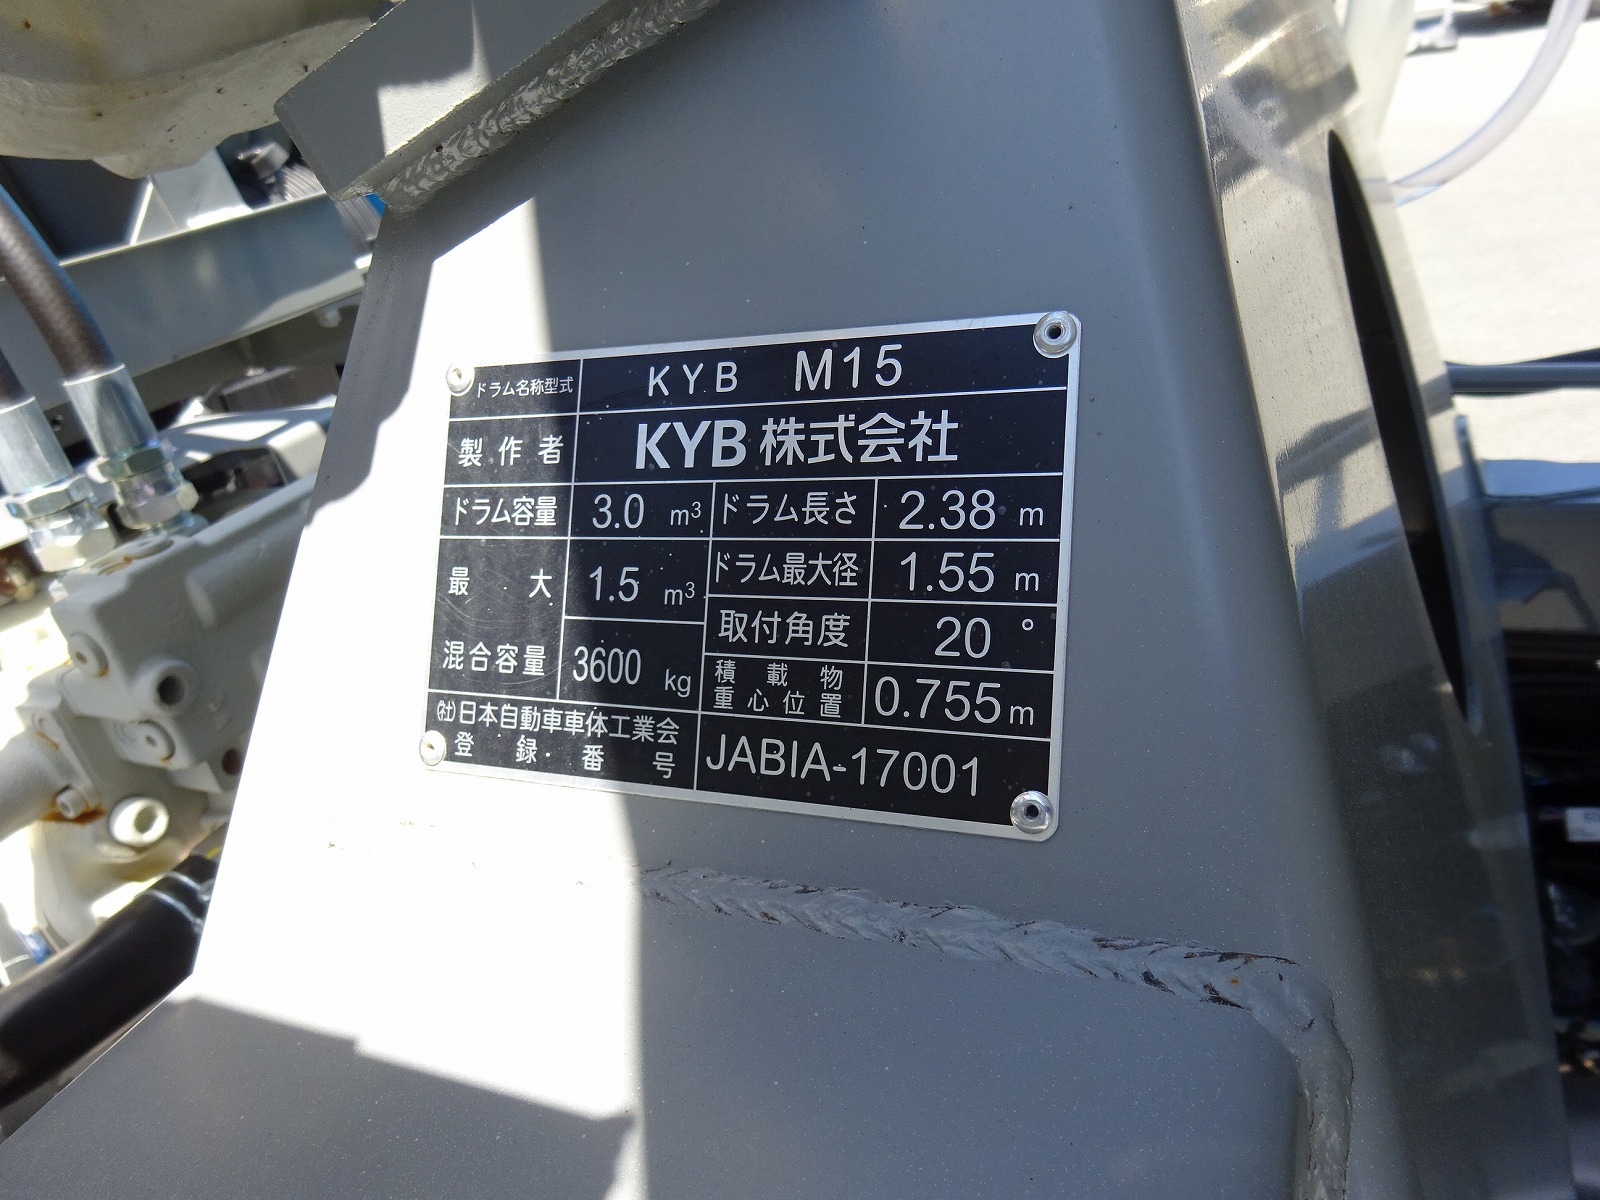 ドラム名称型式 KYB M15
製作者 KYB株式会社
ドラム容量 3.0 m³ ドラム長さ 2.38 m
最大混合容量 1.5 m³ ドラム最大径 1.55 m
取付角度 20 °
3600 kg 積載物重心位置 0.755 m
(社)日本自動車車体工業会
登録番号 JABIA-17001